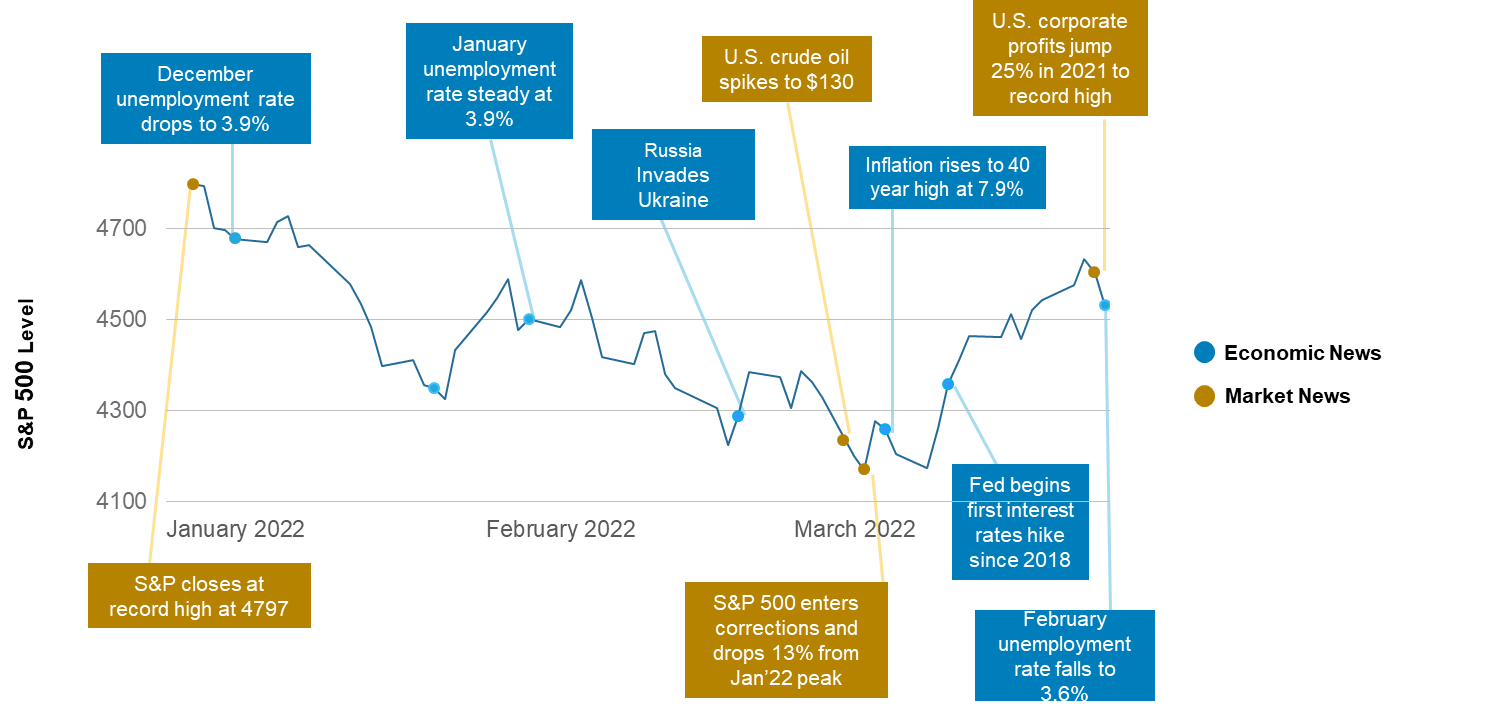 U.S. corporate
profits jump
25% in 2021 to
record high
January
unemployment
rate steady at
3.9%
U.S. crude oil
spikes to $130
December
unemployment rate
drops to 3.9%
Russia
Invades
Ukraine
Inflation rises to 40
year high at 7.9%
4700
4500
4300
4100
S&P 500 Level
Economic News
Market News
Fed begins
first interest
rates hike
since 2018
January 2022
February 2022
March 2022
S&P closes at
record high at 4797
S&P 500 enters
corrections and
drops 13% from
Jan’22 peak
February
unemployment
rate falls to
3.6%